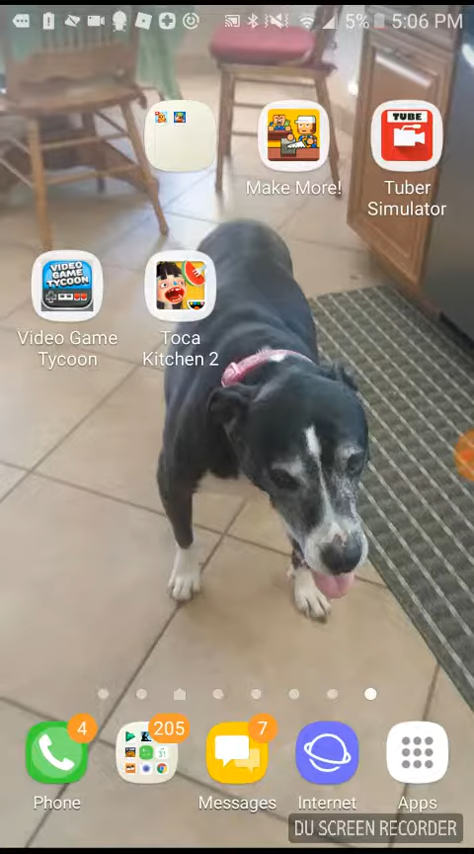 5% 5:06 PM
TUBE
Make More!
Tuber
Simulator
VIDEO
GAME
TYCOON
Video Game
Tycoon
Toca
Kitchen 2
4
205
7
31
Phone
Messages
Internet
Apps
DU SCREEN RECORDER